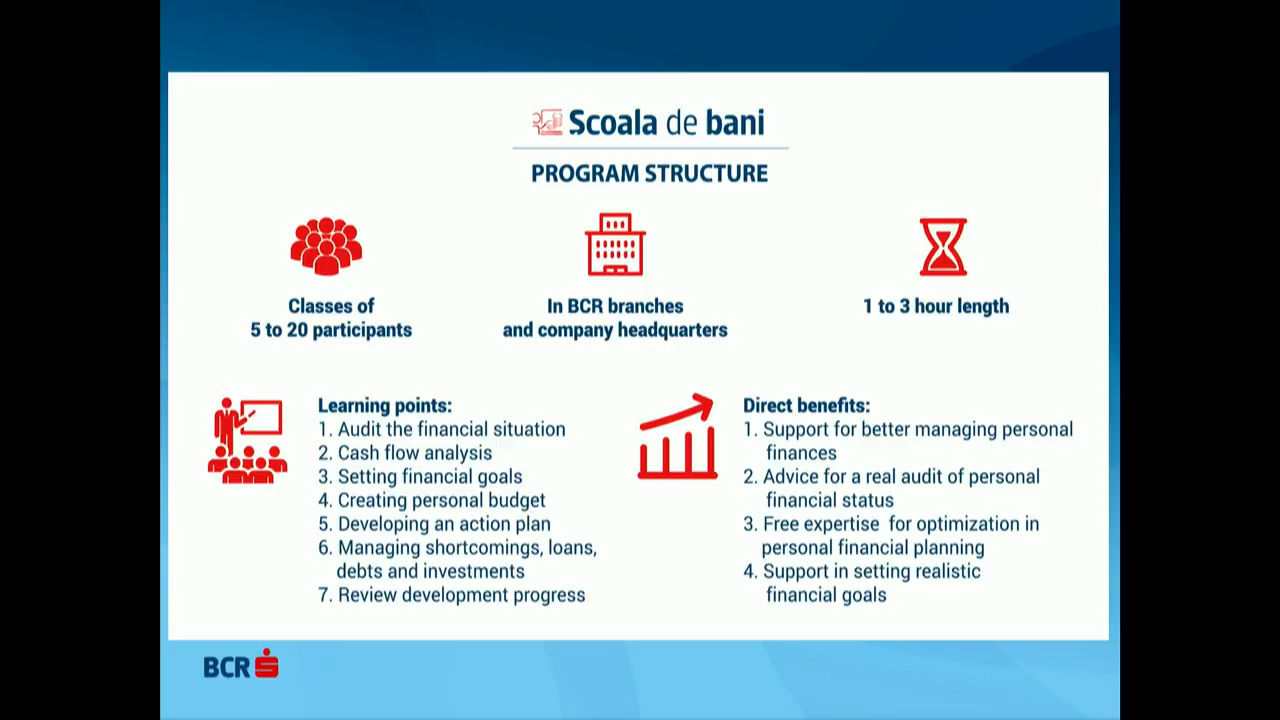 Scoala de bani
PROGRAM STRUCTURE
Classes of
5 to 20 participants
In BCR branches
and company headquarters
1 to 3 hour length
Learning points:
1. Audit the financial situation
2. Cash flow analysis
3. Setting financial goals
4. Creating personal budget
5. Developing an action plan
6. Managing shortcomings, loans,
debts and investments
7. Review development progress
Direct benefits:
1. Support for better managing personal
finances
2. Advice for a real audit of personal
financial status
3. Free expertise for optimization in
personal financial planning
4. Support in setting realistic
financial goals
BCR